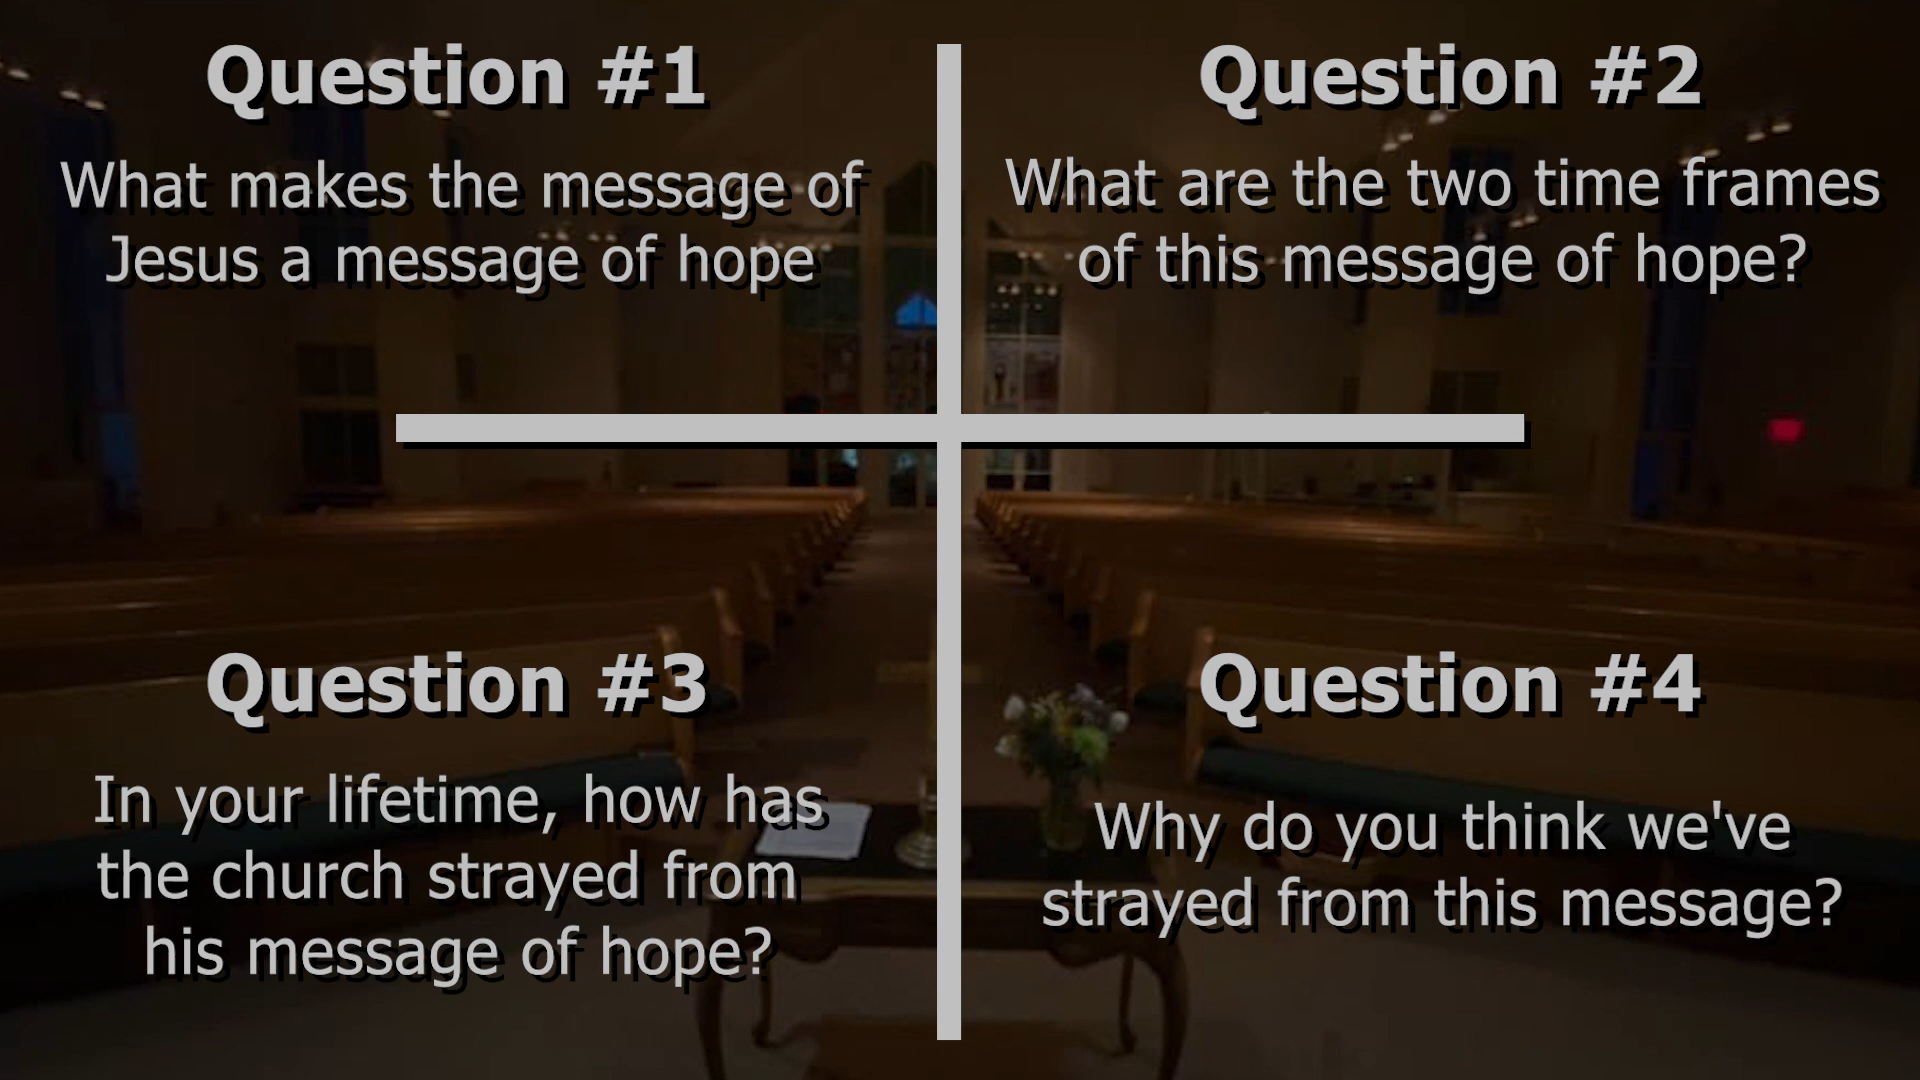 Question #1
What makes the message of
Jesus a message of hope
Question #2
What are the two time frames
of this message of hope?
Question #3
In your lifetime, how has
the church strayed from
his message of hope?
Question #4
Why do you think we've
strayed from this message?